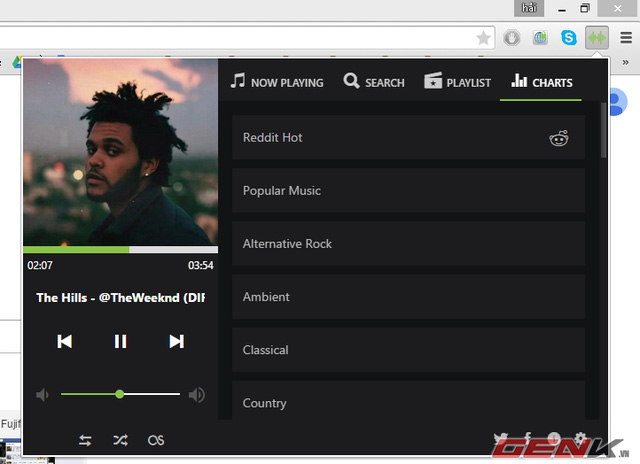 hải
»
NOW PLAYING
SEARCH
PLAYLIST
CHARTS
Reddit Hot
Popular Music
Alternative Rock
Ambient
Classical
Country
02:07
03:54
The Hills - @TheWeeknd (DIF
Fujif
GENK.VN